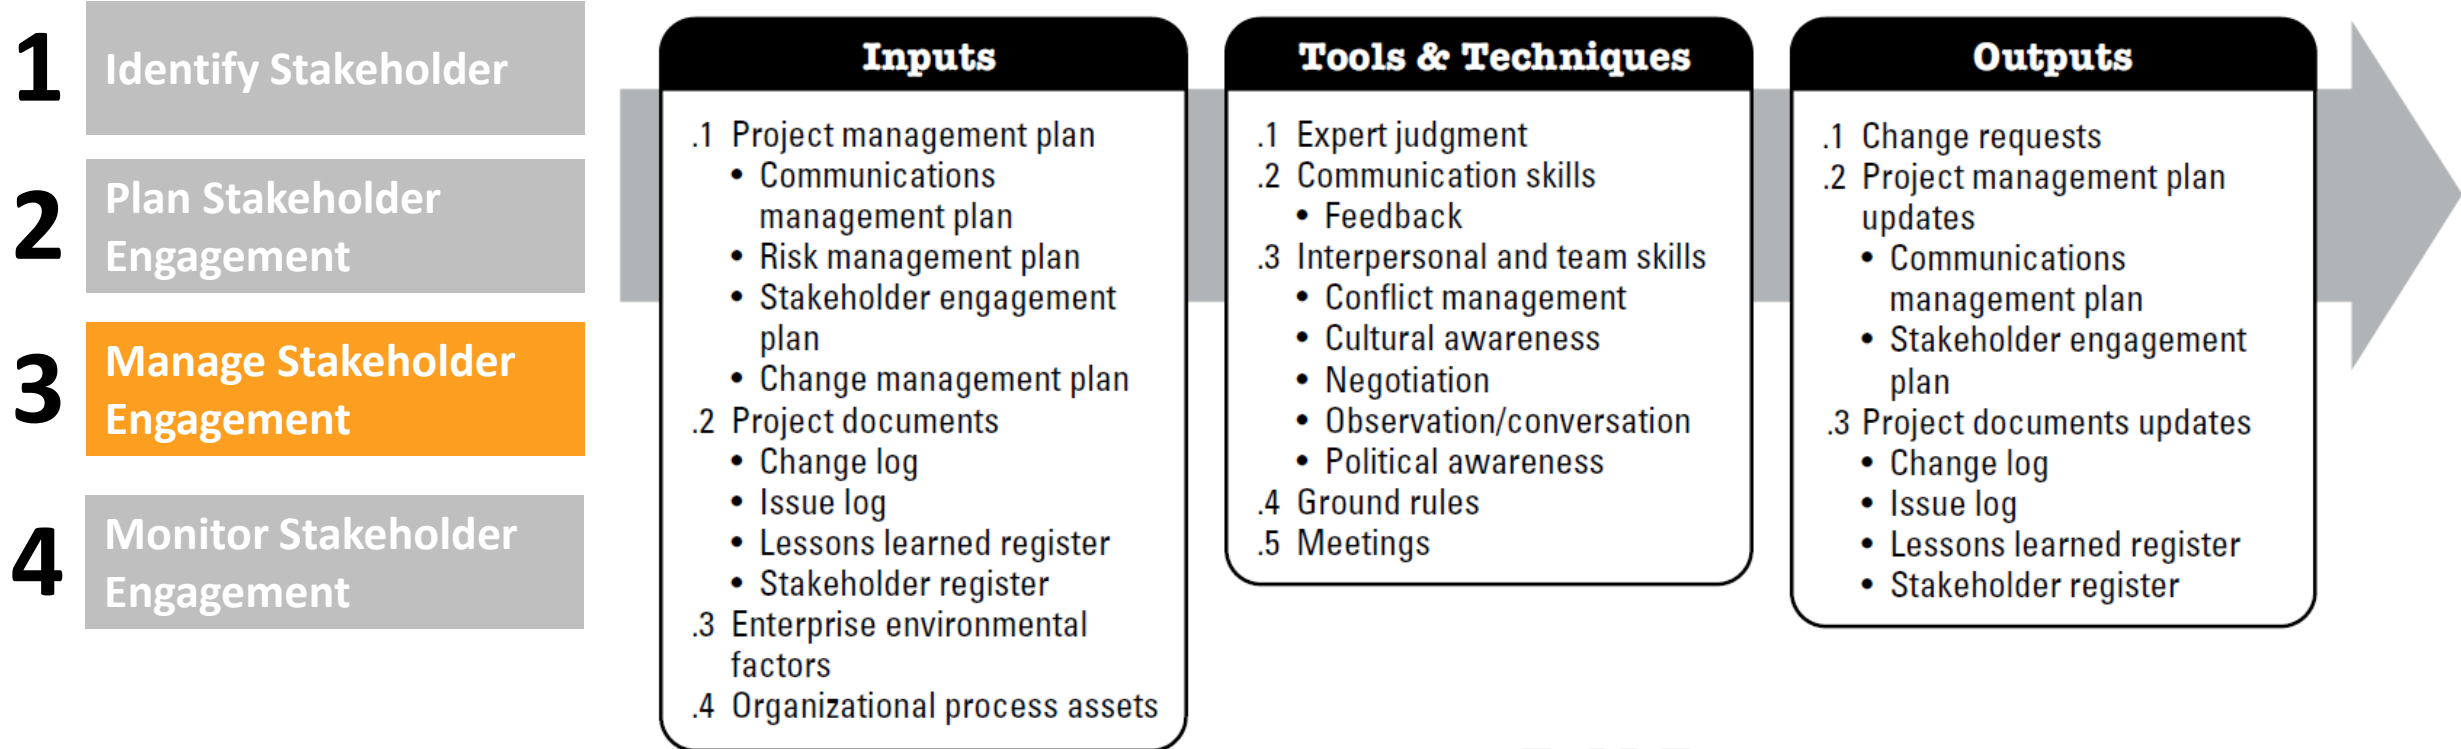 1
Identify Stakeholder
2
Plan Stakeholder
Engagement
3
Manage Stakeholder
Engagement
4
Monitor Stakeholder
Engagement
Inputs
.1 Project management plan
• Communications
management plan
• Risk management plan
• Stakeholder engagement
plan
• Change management plan
.2 Project documents
• Change log
• Issue log
• Lessons learned register
• Stakeholder register
.3 Enterprise environmental
factors
.4 Organizational process assets
Tools & Techniques
.1 Expert judgment
.2 Communication skills
• Feedback
.3 Interpersonal and team skills
• Conflict management
• Cultural awareness
• Negotiation
• Observation/conversation
• Political awareness
.4 Ground rules
.5 Meetings
Outputs
.1 Change requests
.2 Project management plan
updates
• Communications
management plan
• Stakeholder engagement
plan
.3 Project documents updates
• Change log
• Issue log
• Lessons learned register
• Stakeholder register